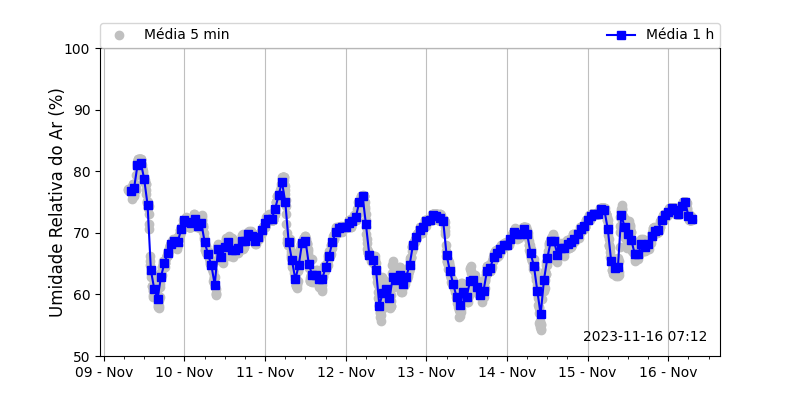 Média 5 min Média 1 h
Umidade Relativa do Ar (%)
100
90
80
70
60
50
2023-11-16 07:12
09 - Nov 10 - Nov 11 - Nov 12 - Nov 13 - Nov 14 - Nov 15 - Nov 16 - Nov